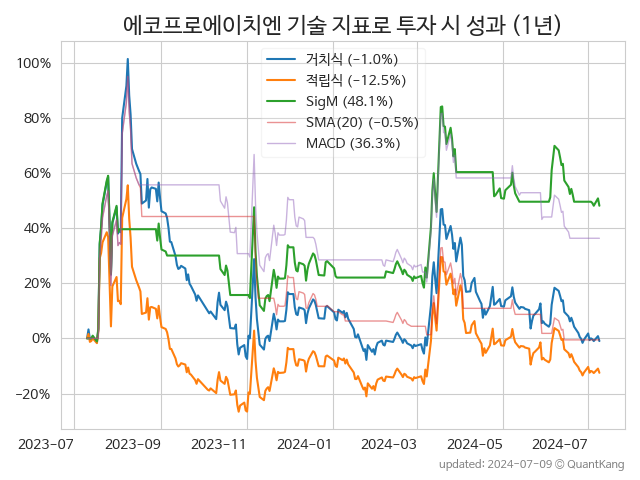 에코프로에이치엔 기술 지표로 투자 시 성과 (1년)
거치식 (−1.0%)
적립식 (−12.5%)
SigM (48.1%)
SMA(20) (−0.5%)
MACD (36.3%)
100%
80%
60%
40%
20%
0%
−20%
2023-07 2023-09 2023-11 2024-01 2024-03 2024-05 2024-07
updated: 2024-07-09 © QuantKang